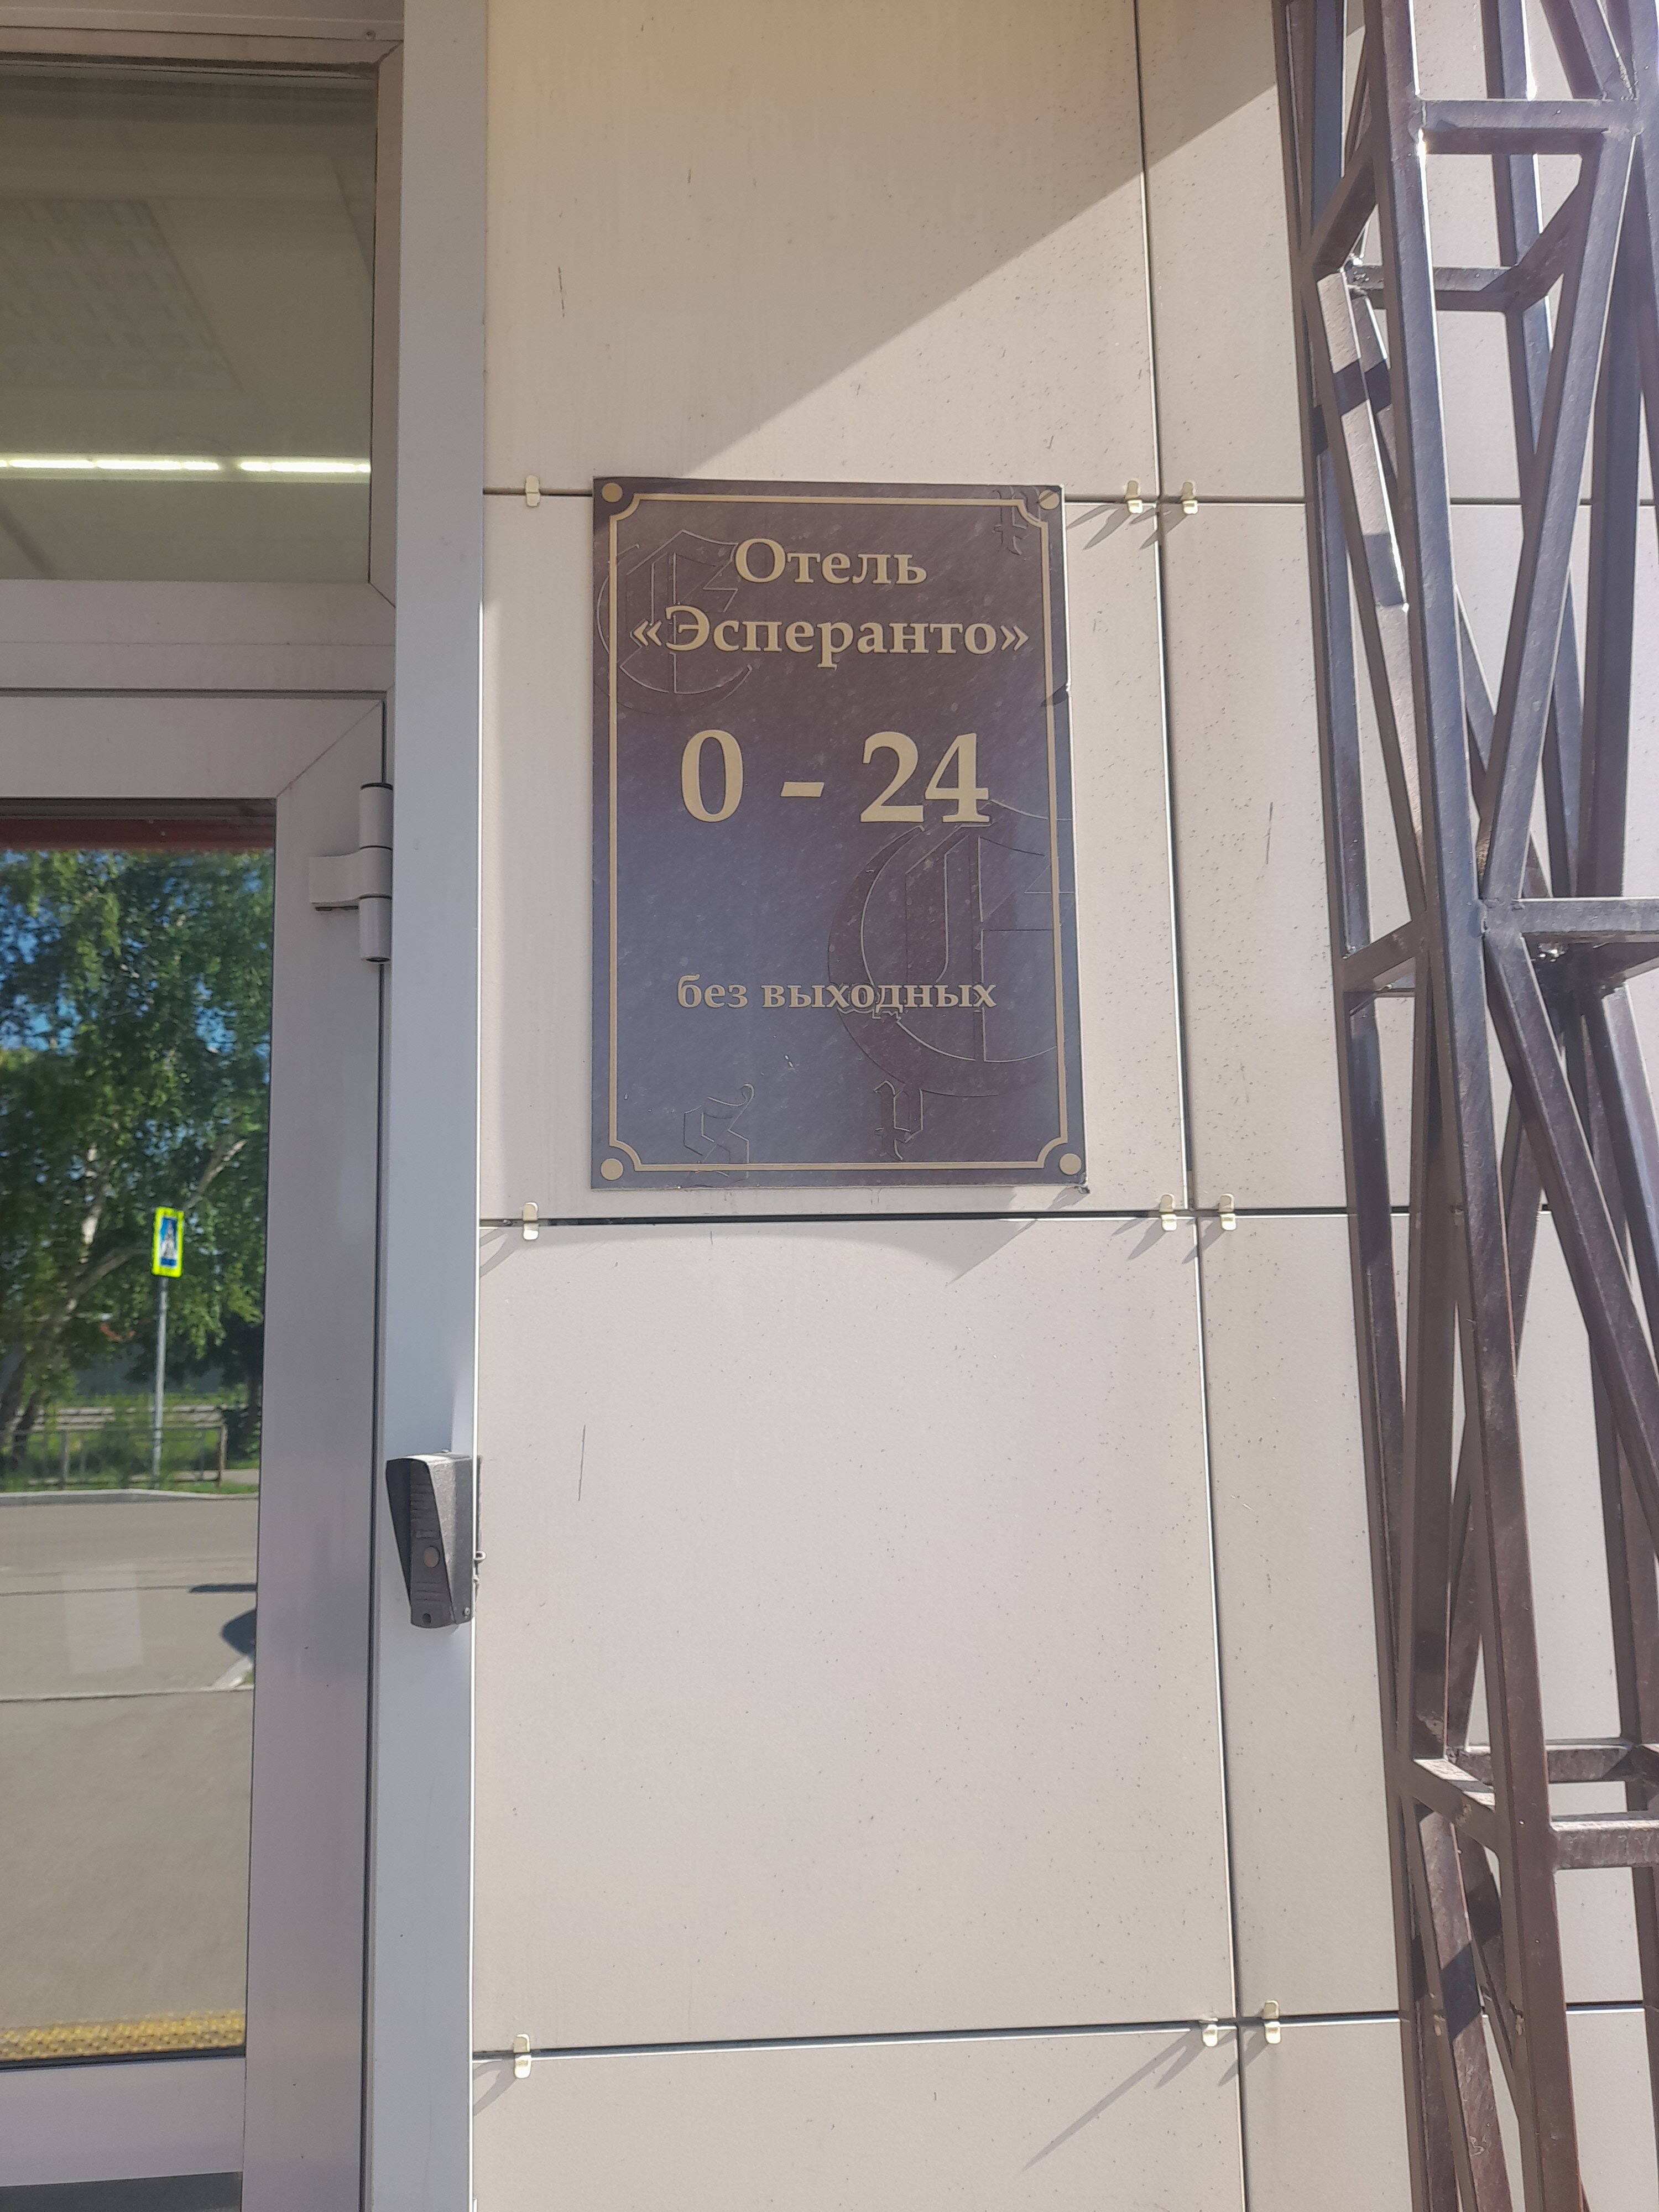 Отель
«Эсперанто»
0 - 24
без выходных